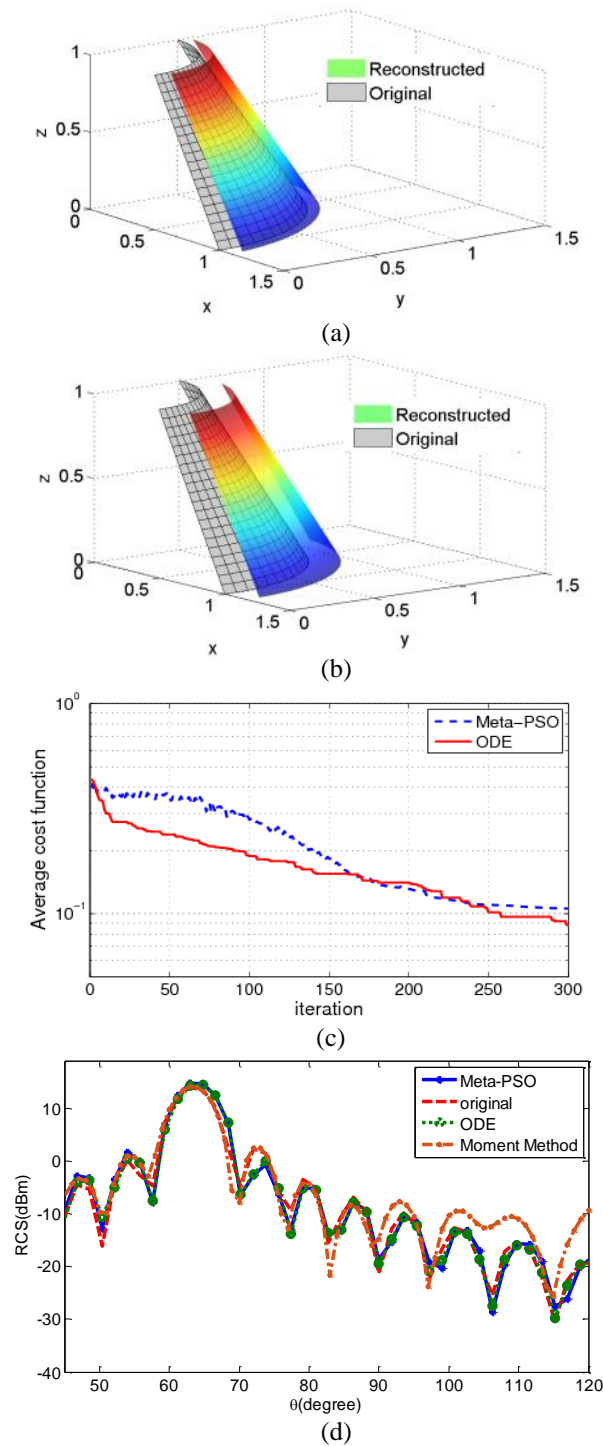 1
Reconstructed
Original
z
0.5
0
0
0.5
1
1.5
0
0.5
1
1.5
x
y
(a)
1
Reconstructed
Original
z
0.5
0
0
0.5
1
1.5
0
0.5
1
1.5
x
y
(b)
10^0
Meta-PSO
ODE
Average cost function
10^-1
0 50 100 150 200 250 300
iteration
(c)
Meta-PSO
original
ODE
Moment Method
10
0
-10
-20
-30
-40
RCS(dBm)
50 60 70 80 90 100 110 120
θ(degree)
(d)